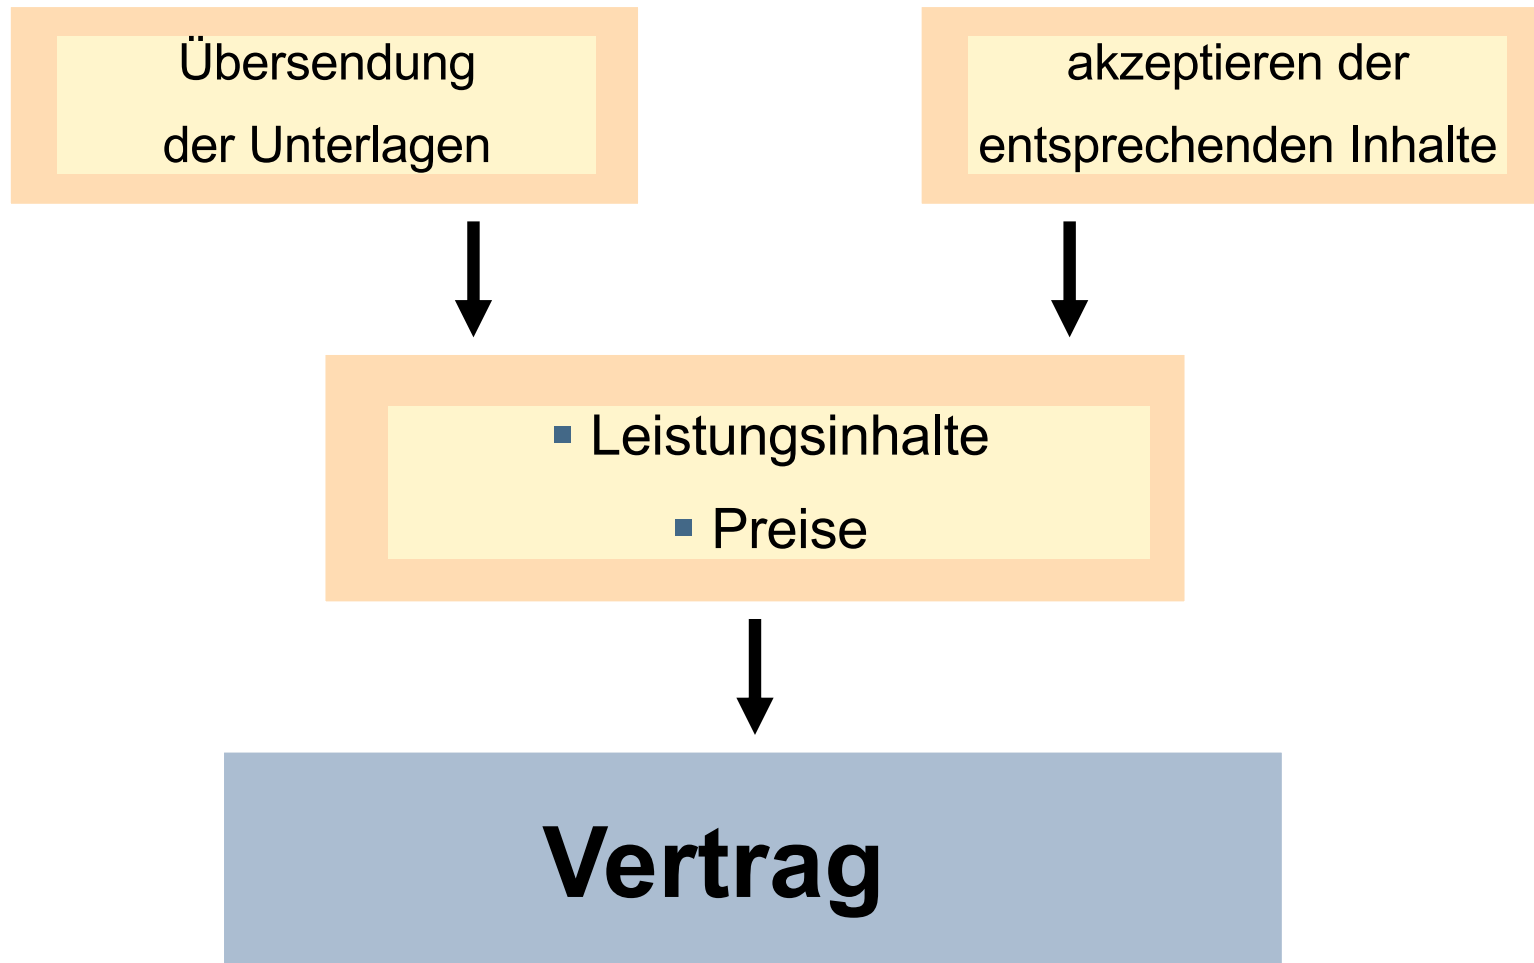 Übersendung
der Unterlagen
akzeptieren der
entsprechenden Inhalte
▪ Leistungsinhalte
▪ Preise
Vertrag